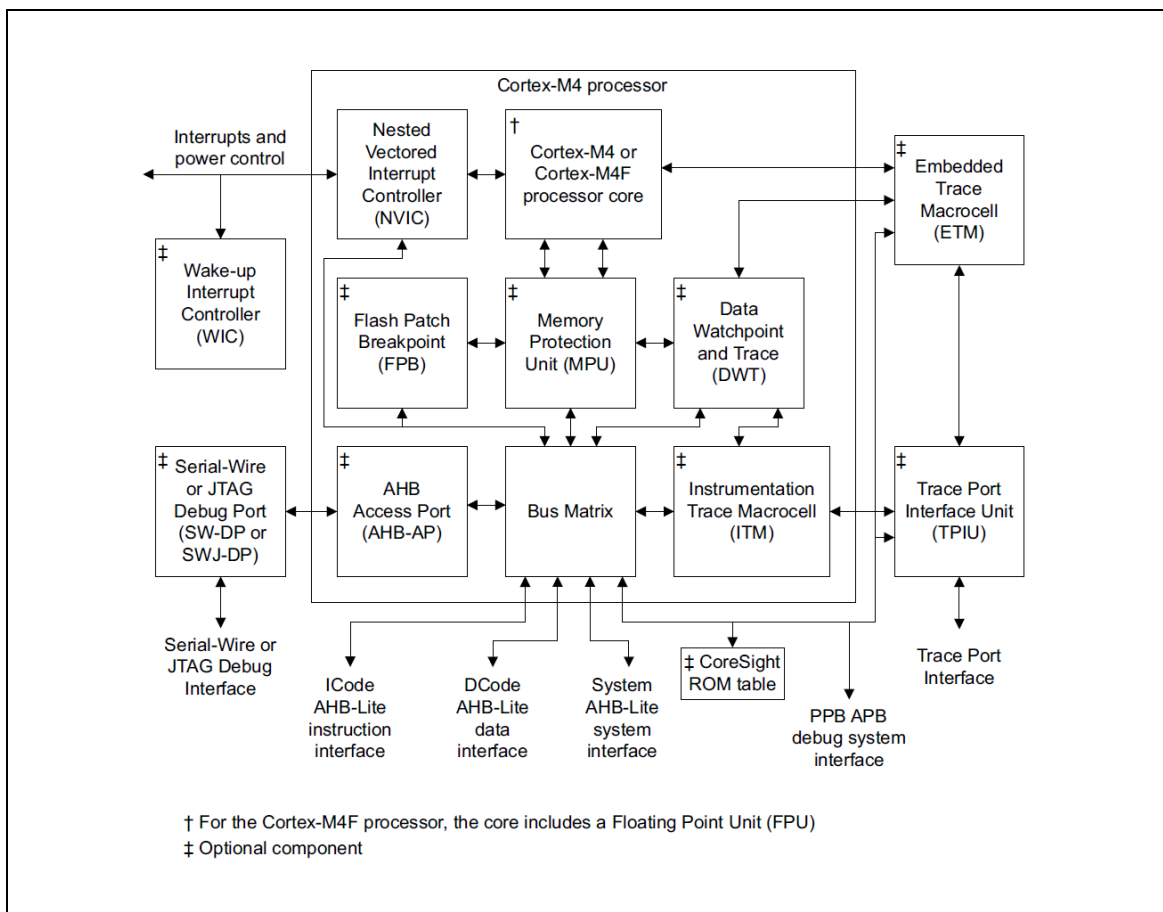 Cortex-M4 processor
Interrupts and
power control
Nested
Vectored
Interrupt
Controller
(NVIC)
†
Cortex-M4 or
Cortex-M4F
processor core
‡
Embedded
Trace
Macrocell
(ETM)
‡
Wake-up
Interrupt
Controller
(WIC)
‡
Flash Patch
Breakpoint
(FPB)
‡
Memory
Protection
Unit (MPU)
‡
Data
Watchpoint
and Trace
(DWT)
‡
Serial-Wire
or JTAG
Debug Port
(SW-DP or
SWJ-DP)
‡
AHB
Access Port
(AHB-AP)
Bus Matrix
‡
Instrumentation
Trace Macrocell
(ITM)
‡
Trace Port
Interface Unit
(TPIU)
Serial-Wire or
JTAG Debug
Interface
ICode
AHB-Lite
instruction
interface
DCode
AHB-Lite
data
interface
System
AHB-Lite
system
interface
‡ CoreSight
ROM table
PPB APB
debug system
interface
Trace Port
Interface
† For the Cortex-M4F processor, the core includes a Floating Point Unit (FPU)
‡ Optional component